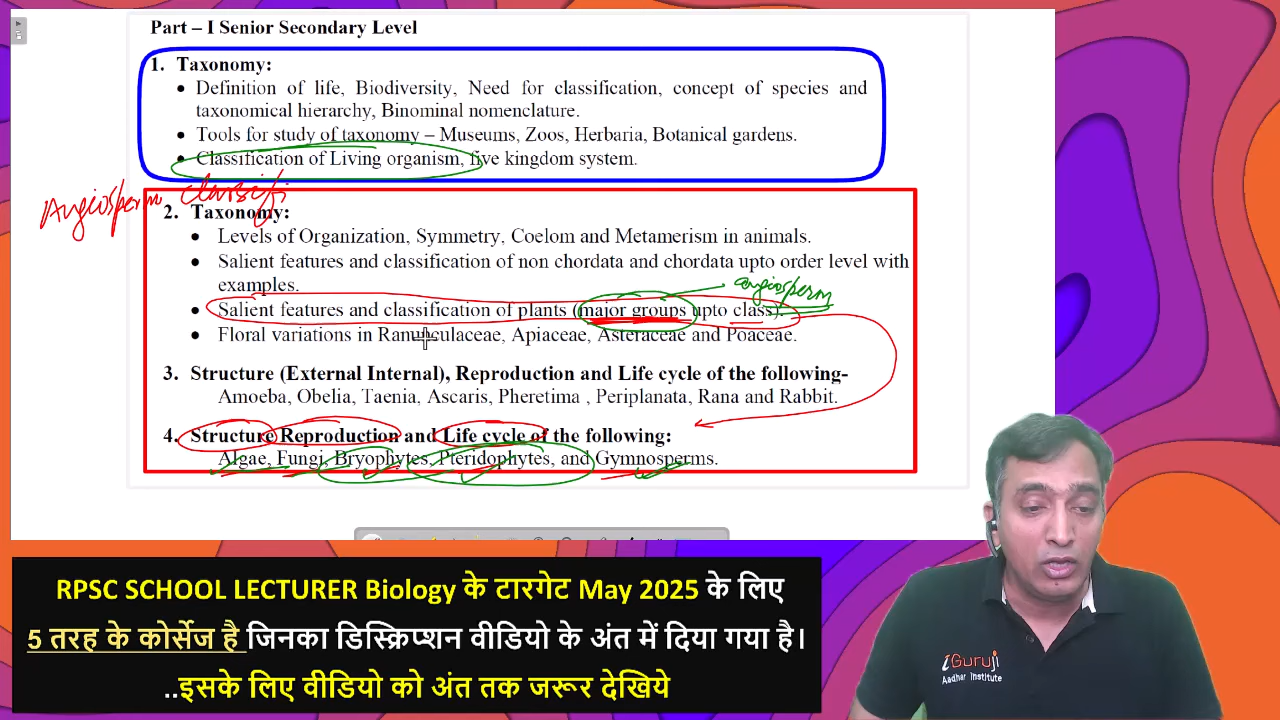 Part – I Senior Secondary Level
1. Taxonomy:
• Definition of life, Biodiversity, Need for classification, concept of species and
taxonomical hierarchy, Binominal nomenclature.
• Tools for study of taxonomy – Museums, Zoos, Herbaria, Botanical gardens.
• Classification of Living organism, five kingdom system.
Angiosperm classifi
2. Taxonomy:
• Levels of Organization, Symmetry, Coelom and Metamerism in animals.
• Salient features and classification of non chordata and chordata upto order level with
examples.
angiosperm
• Salient features and classification of plants (major groups upto class).
• Floral variations in Ranunculaceae, Apiaceae, Asteraceae and Poaceae.
3. Structure (External Internal), Reproduction and Life cycle of the following-
Amoeba, Obelia, Taenia, Ascaris, Pheretima , Periplanata, Rana and Rabbit.
4. Structure Reproduction and Life cycle of the following:
Algae, Fungi, Bryophytes, Pteridophytes, and Gymnosperms.
RPSC SCHOOL LECTURER Biology के टारगेट May 2025 के लिए
5 तरह के कोर्सेज है जिनका डिस्क्रिप्शन वीडियो के अंत में दिया गया है।
..इसके लिए वीडियो को अंत तक जरूर देखिये
iGuruji
Aadhar Institute